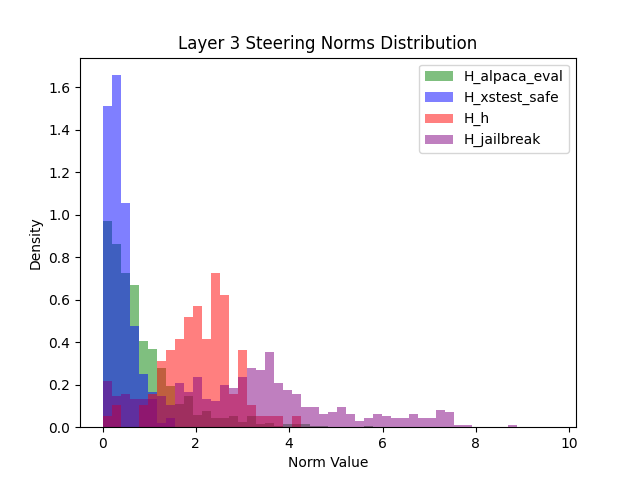 Layer 3 Steering Norms Distribution
H_alpaca_eval
H_xstest_safe
H_h
H_jailbreak
1.6
1.4
1.2
1.0
0.8
0.6
0.4
0.2
0.0
Density
0 2 4 6 8 10
Norm Value